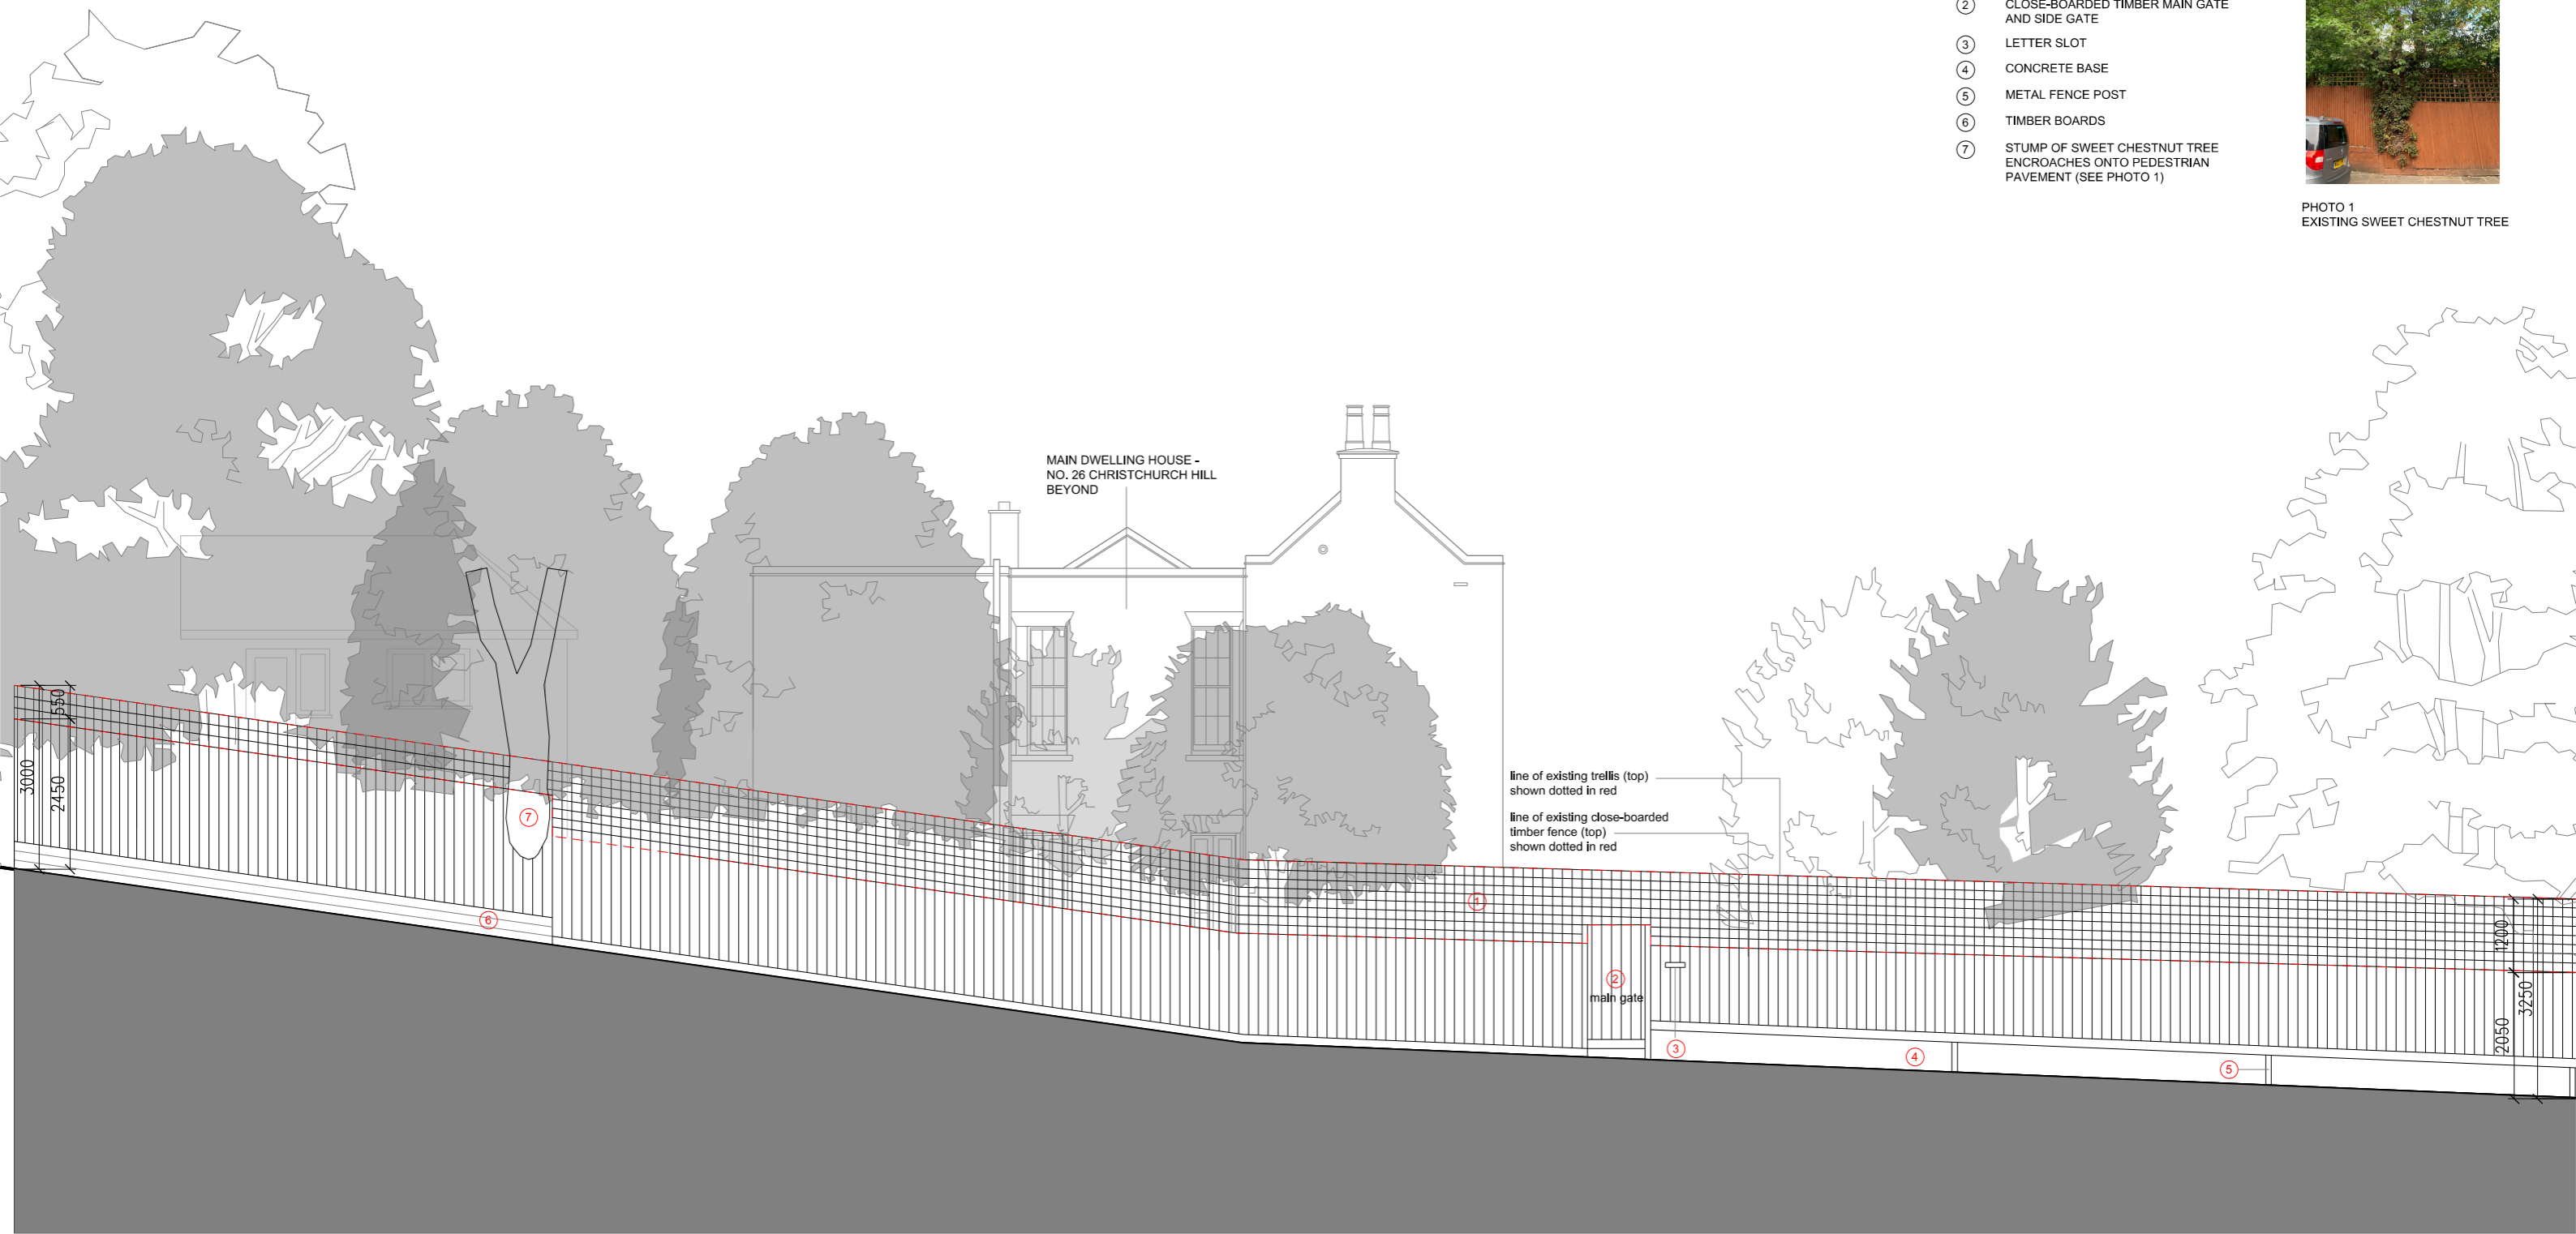 ② CLOSE-BOARDED TIMBER MAIN GATE
AND SIDE GATE
③ LETTER SLOT
④ CONCRETE BASE
⑤ METAL FENCE POST
⑥ TIMBER BOARDS
⑦ STUMP OF SWEET CHESTNUT TREE
ENCROACHES ONTO PEDESTRIAN
PAVEMENT (SEE PHOTO 1)
PHOTO 1
EXISTING SWEET CHESTNUT TREE
MAIN DWELLING HOUSE -
NO. 26 CHRISTCHURCH HILL
BEYOND
550
3000
2450
line of existing trellis (top)
shown dotted in red
line of existing close-boarded
timber fence (top)
shown dotted in red
⑦
⑥
①
②
main gate
③
④
⑤
1200
3250
2050